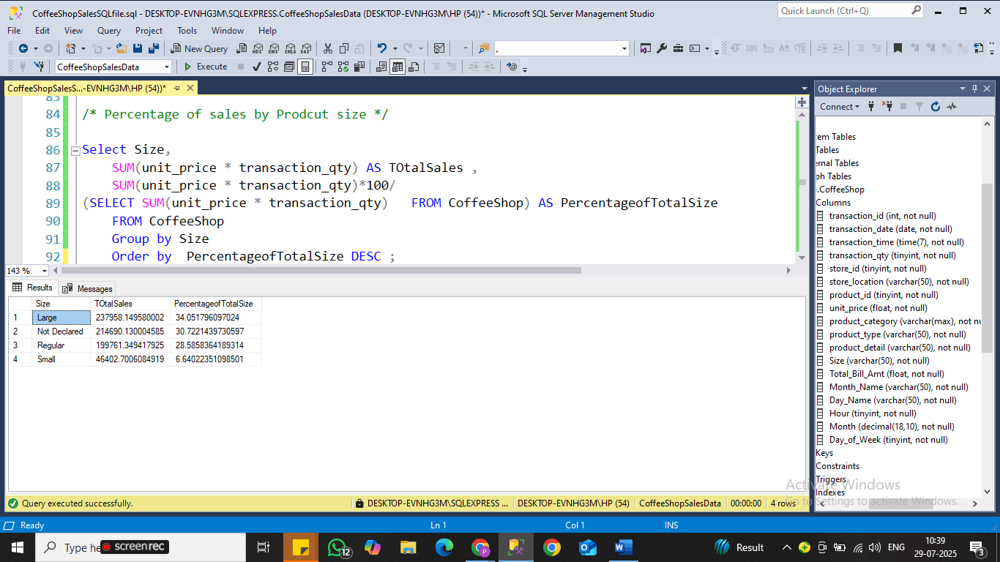 CoffeeShopSalesSQLfile.sql - DESKTOP-EVNHG3M\SQLEXPRESS.CoffeeShopSalesData (DESKTOP-EVNHG3M\HP (54))* - Microsoft SQL Server Management Studio
Quick Launch (Ctrl+Q)
File Edit View Query Project Tools Window Help
New Query MDX DMX XMLA DAX ,
CoffeeShopSalesData Execute
CoffeeShopSalesS...-EVNHG3M\HP (54))*
83
84 /* Percentage of sales by Prodcut size */
85
86 Select Size,
87 SUM(unit_price * transaction_qty) AS TOtalSales ,
88 SUM(unit_price * transaction_qty)*100/
89 (SELECT SUM(unit_price * transaction_qty) FROM CoffeeShop) AS PercentageofTotalSize
90 FROM CoffeeShop
91 Group by Size
92 Order by PercentageofTotalSize DESC ;
143 %
Results Messages
Size TOtalSales PercentageofTotalSize
1 Large 237958.149580002 34.051796097024
2 Not Declared 214690.130004585 30.7221439730597
3 Regular 199761.349417925 28.5858364189314
4 Small 46402.7006084919 6.64022351098501
Query executed successfully. DESKTOP-EVNHG3M\SQLEXPRESS ... DESKTOP-EVNHG3M\HP (54) CoffeeShopSalesData 00:00:00 4 rows
Object Explorer
Connect
tem Tables
Tables
ernal Tables
ph Tables
.CoffeeShop
Columns
transaction_id (int, not null)
transaction_date (date, not null)
transaction_time (time(7), not null)
transaction_qty (tinyint, not null)
store_id (tinyint, not null)
store_location (varchar(50), not null)
product_id (tinyint, not null)
unit_price (float, not null)
product_category (varchar(max), not nu
product_type (varchar(50), not null)
product_detail (varchar(50), not null)
Size (varchar(50), not null)
Total_Bill_Amt (float, not null)
Month_Name (varchar(50), not null)
Day_Name (varchar(50), not null)
Hour (tinyint, not null)
Month (decimal(18,10), not null)
Day_of_Week (tinyint, not null)
Keys
Constraints
Triggers
Indexes
Activate Windows
Go to Settings to activate Windows.
Ready Ln 1 Col 1 INS
Type he screenrec 12 Result ENG 10:39
29-07-2025 3